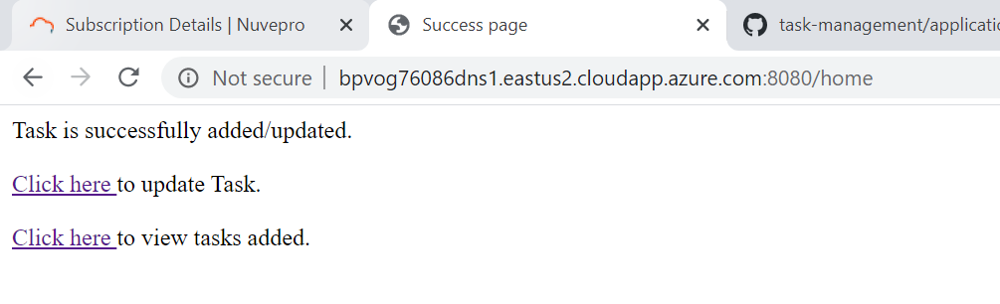 Subscription Details | Nuvepro
Success page
task-management/applicatio
Not secure
bpvog76086dns1.eastus2.cloudapp.azure.com:8080/home
Task is successfully added/updated.
Click here to update Task.
Click here to view tasks added.